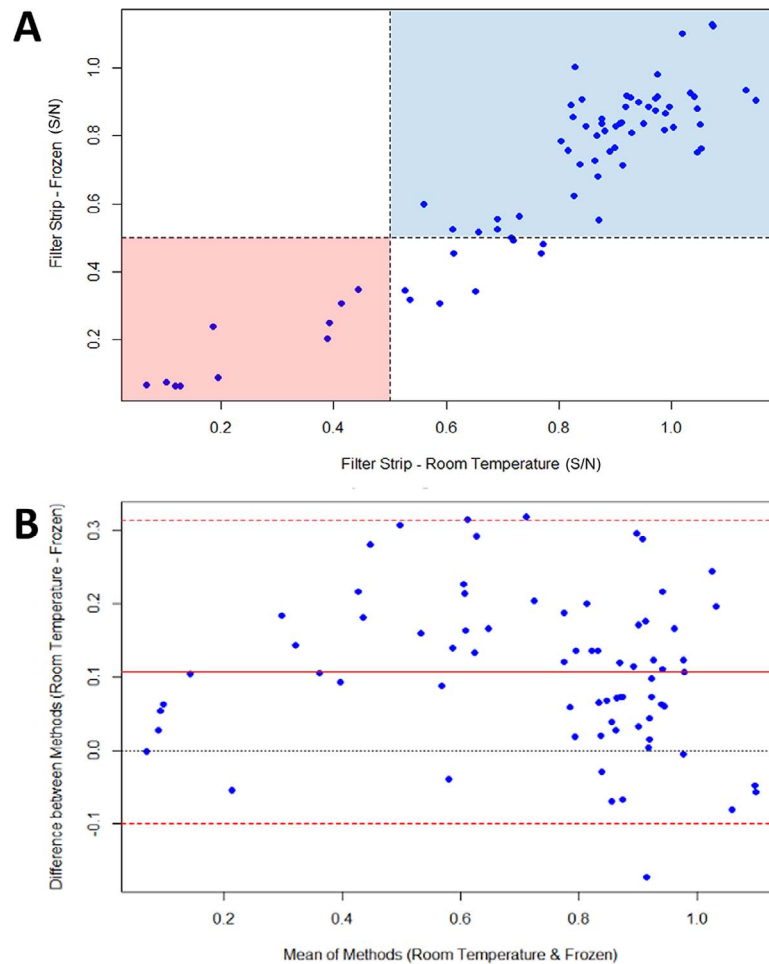 A
Filter Strip - Frozen (S/N)
1.0
0.8
0.6
0.4
0.2
0.2 0.4 0.6 0.8 1.0
Filter Strip - Room Temperature (S/N)
B
Difference between Methods (Room Temperature - Frozen)
0.3
0.2
0.1
0.0
-0.1
0.2 0.4 0.6 0.8 1.0
Mean of Methods (Room Temperature & Frozen)